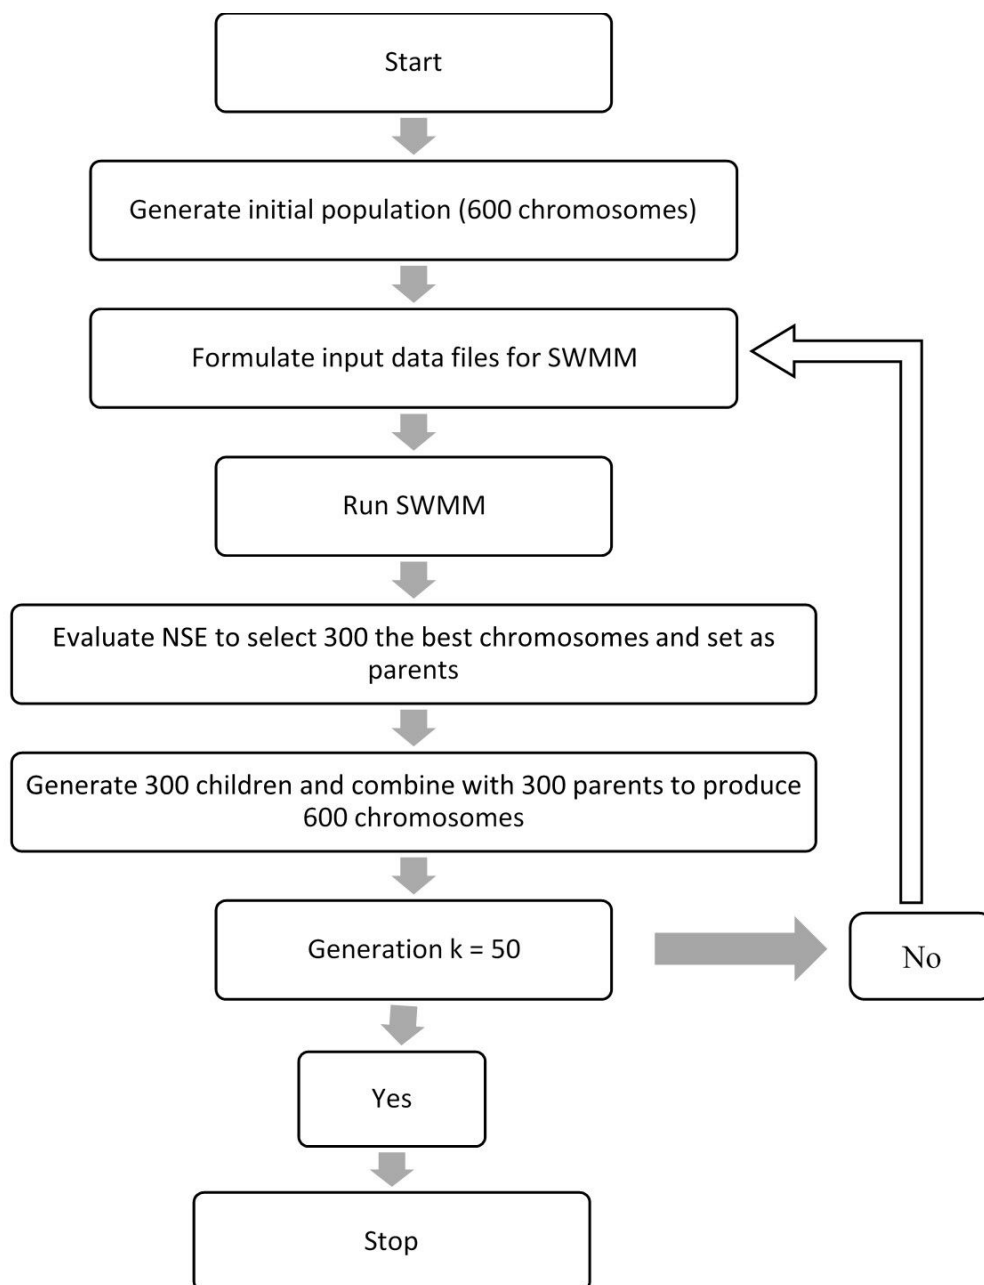 Start
Generate initial population (600 chromosomes)
Formulate input data files for SWMM
Run SWMM
Evaluate NSE to select 300 the best chromosomes and set as
parents
Generate 300 children and combine with 300 parents to produce
600 chromosomes
Generation k = 50
No
Yes
Stop